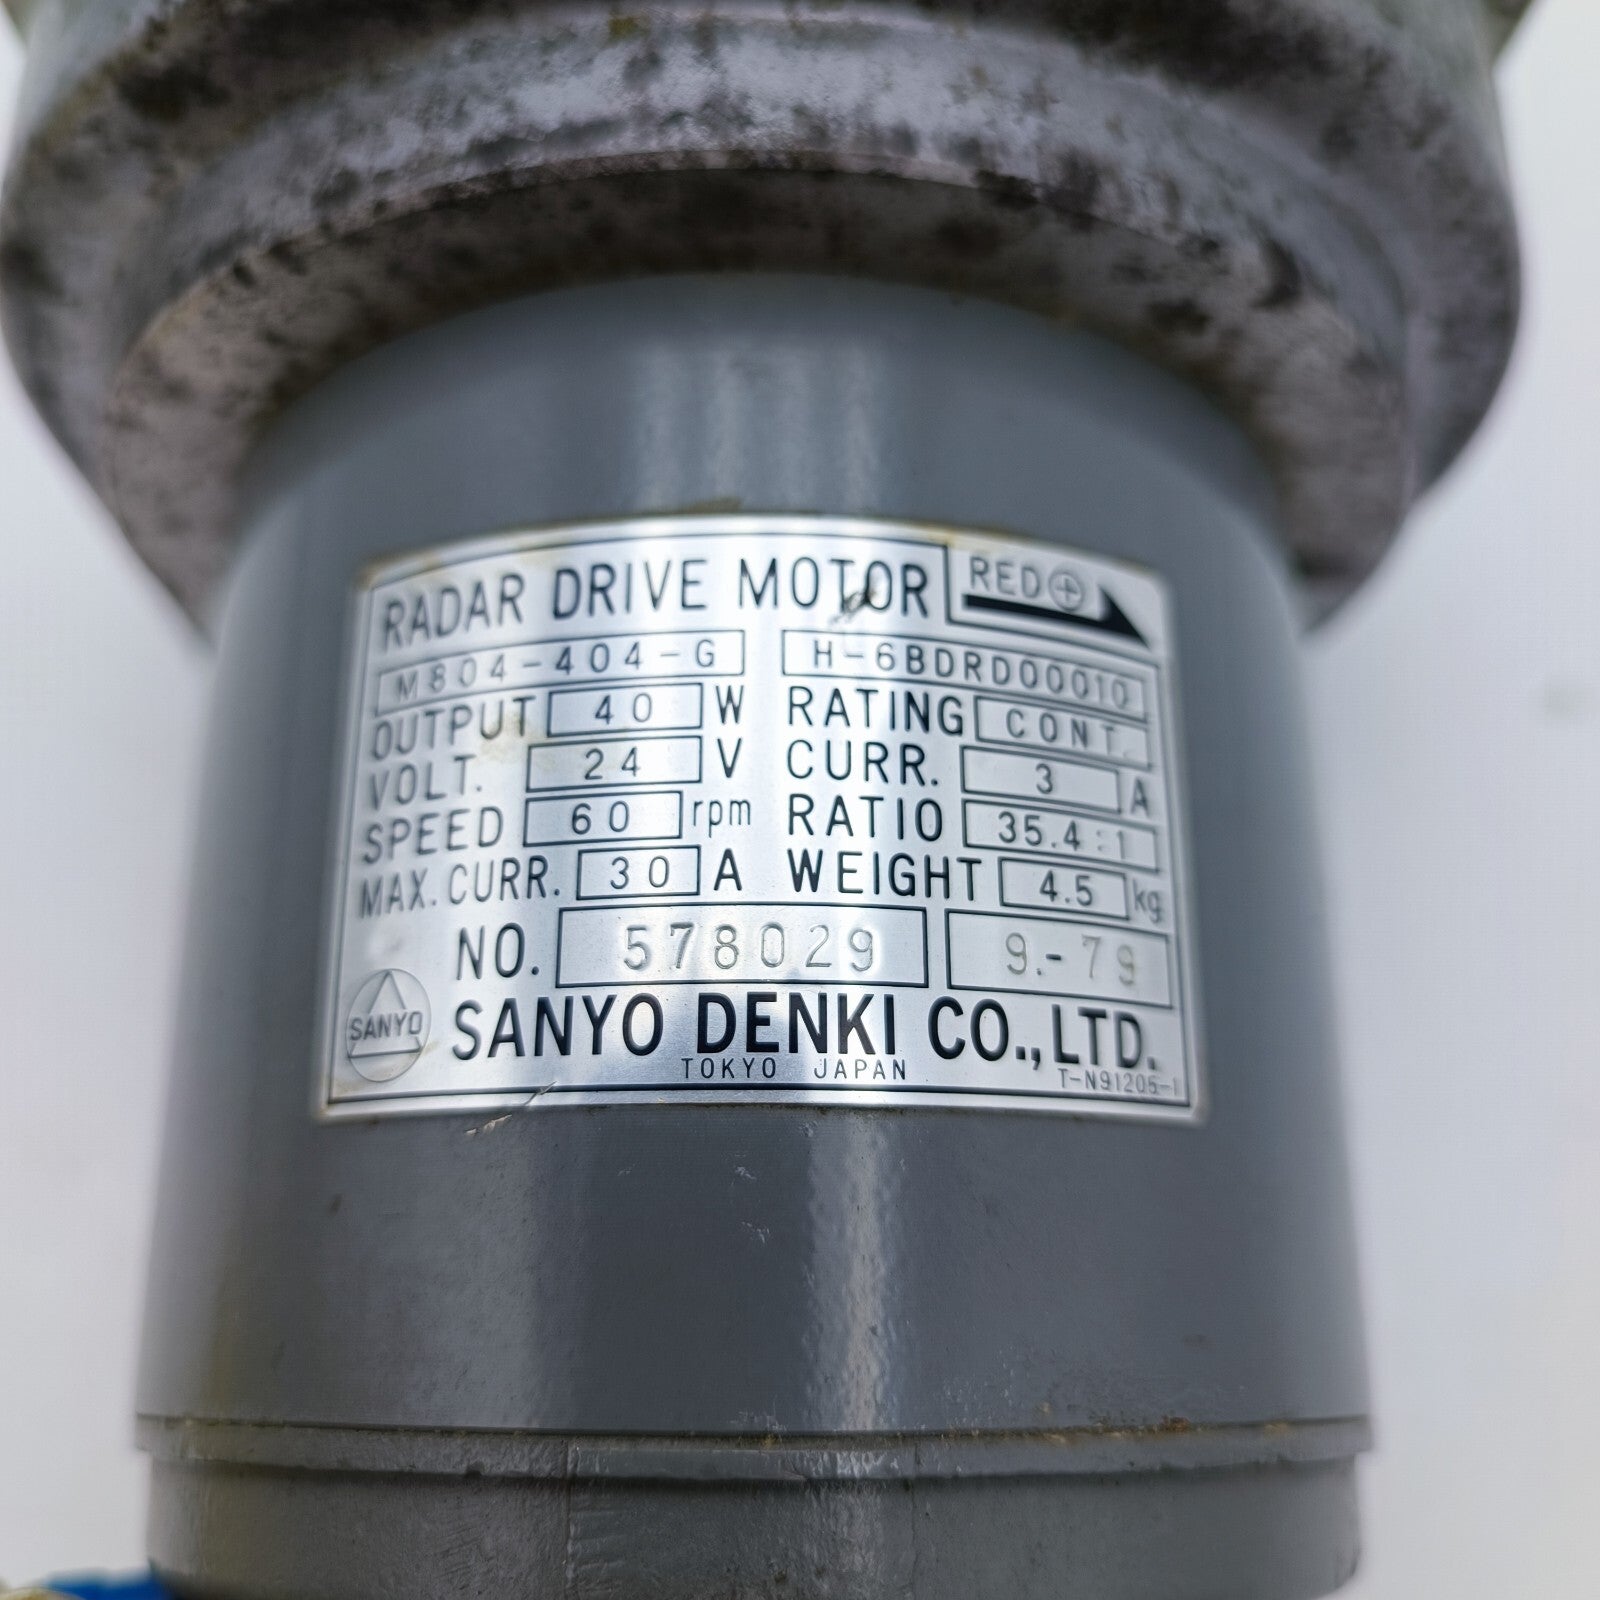 RADAR DRIVE MOTOR RED ⊕
M804-404-G H-6BDRD00010
OUTPUT 40 W RATING CONT.
VOLT. 24 V CURR. 3 A
SPEED 60 rpm RATIO 35.4:1
MAX. CURR. 30 A WEIGHT 4.5 kg
NO. 578029 9.-79
SANYO SANYO DENKI CO., LTD.
TOKYO JAPAN T-N91205-1